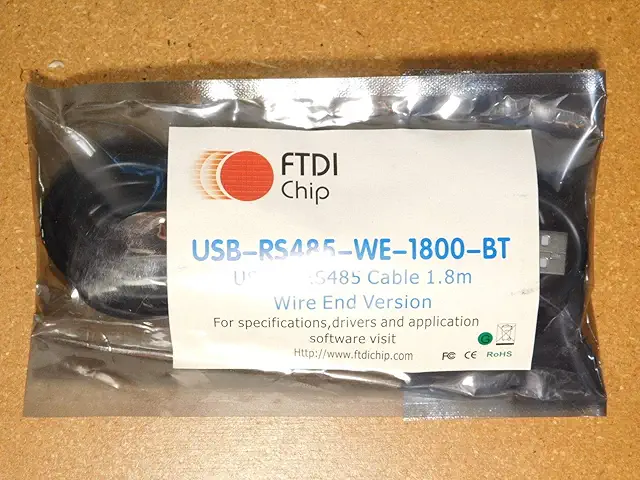 FTDI
Chip
USB-RS485-WE-1800-BT
RS485 Cable 1.8m
Wire End Version
For specifications,drivers and application
software visit
Http://www.ftdichip.com
FC CE RoHS